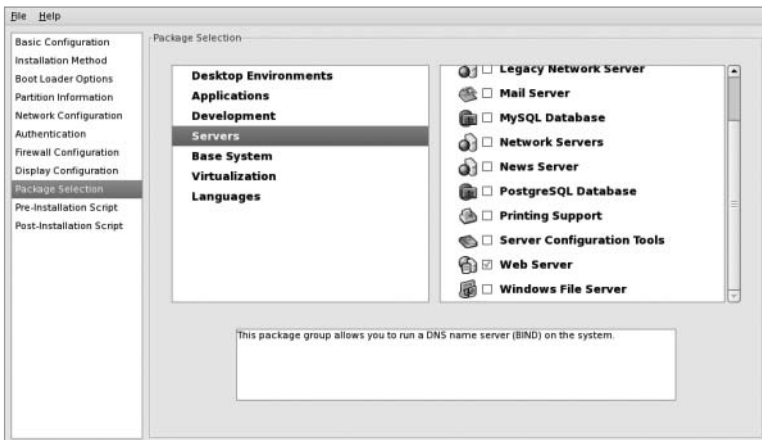 File Help
Basic Configuration
Installation Method
Boot Loader Options
Partition Information
Network Configuration
Authentication
Firewall Configuration
Display Configuration
Package Selection
Pre-Installation Script
Post-Installation Script
Package Selection
Desktop Environments
Applications
Development
Servers
Base System
Virtualization
Languages
Legacy Network Server
Mail Server
MySQL Database
Network Servers
News Server
PostgreSQL Database
Printing Support
Server Configuration Tools
Web Server
Windows File Server
This package group allows you to run a DNS name server (BIND) on the system.